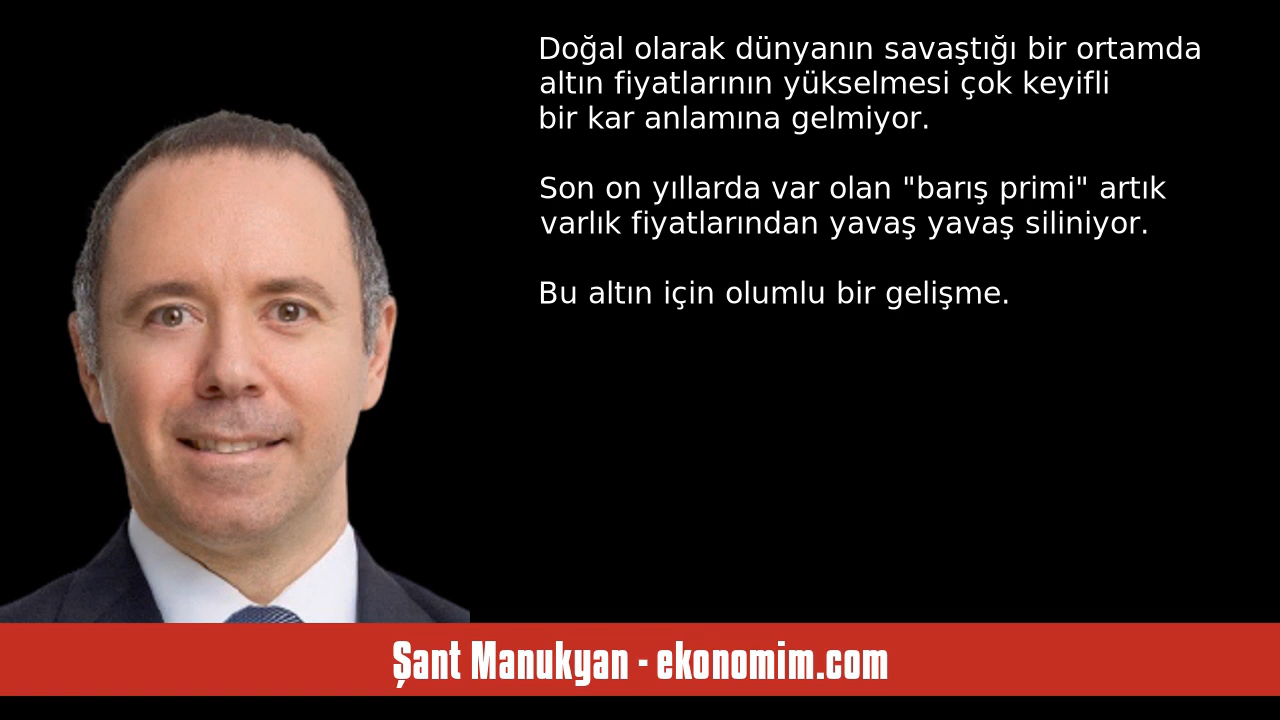 Doğal olarak dünyanın savaştığı bir ortamda
altın fiyatlarının yükselmesi çok keyifli
bir kar anlamına gelmiyor.
Son on yıllarda var olan "barış primi" artık
varlık fiyatlarından yavaş yavaş siliniyor.
Bu altın için olumlu bir gelişme.
Şant Manukyan - ekonomim.com